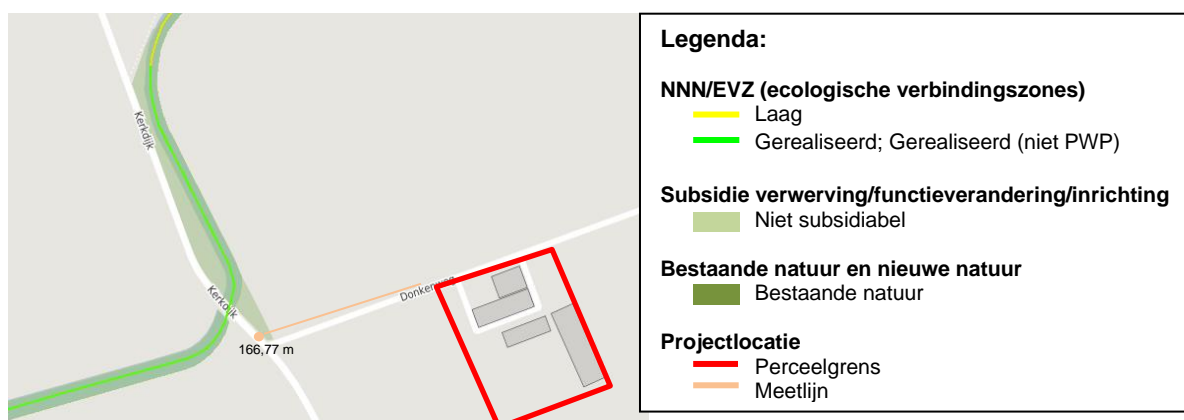 Kerkdijk
Kerkdijk
Donkerweg
166,77 m
Legenda:
NNN/EVZ (ecologische verbindingszones)
Laag
Gerealiseerd; Gerealiseerd (niet PWP)
Subsidie verwerving/functieverandering/inrichting
Niet subsidiabel
Bestaande natuur en nieuwe natuur
Bestaande natuur
Projectlocatie
Perceelgrens
Meetlijn